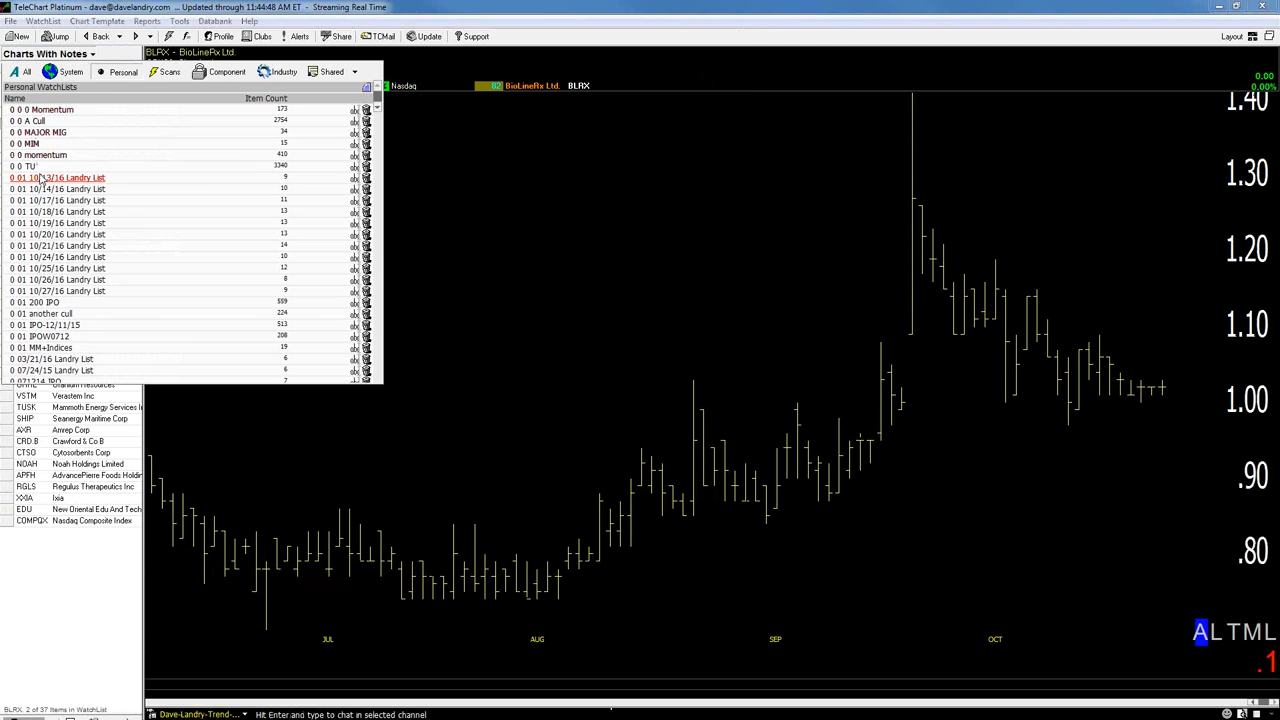 TeleChart Platinum - dave@davelandry.com ... Updated through 11:44:48 AM ET - Streaming Real Time
File WatchList Chart Template Reports Tools Databank Help
New Jump Back Next Profile Clubs Alerts Share TCMail Update Support Layout
Charts With Notes
BLRX - BioLineRx Ltd.
All System Personal Scans Component Industry Shared
Personal WatchLists
Nasdaq 82 BioLineRx Ltd. BLRX
0.00
0.00%
Name Item Count
0 0 0 Momentum 173
0 0 A Cull 2754
0 0 MAJOR MIG 34
0 0 MIM 15
0 0 momentum 410
0 0 TU 3340
0 01 10/13/16 Landry List 9
0 01 10/14/16 Landry List 10
0 01 10/17/16 Landry List 11
0 01 10/18/16 Landry List 13
0 01 10/19/16 Landry List 13
0 01 10/20/16 Landry List 13
0 01 10/21/16 Landry List 14
0 01 10/24/16 Landry List 10
0 01 10/25/16 Landry List 12
0 01 10/26/16 Landry List 8
0 01 10/27/16 Landry List 9
0 01 200 IPO 559
0 01 another cull 224
0 01 IPO-12/11/15 513
0 01 IPOW0712 208
0 01 MM+Indices 19
0 03/21/16 Landry List 6
0 07/24/15 Landry List 6
071214 IPO 7
VSTM Verastem Inc
TUSK Mammoth Energy Services I
SHIP Seanergy Maritime Corp
AXR Amrep Corp
CRD.B Crawford & Co B
CTSO Cytosorbents Corp
NOAH Noah Holdings Limited
APFH AdvancePierre Foods Holding
RGLS Regulus Therapeutics Inc
XXIA Ixia
EDU New Oriental Edu And Tech
COMPQX Nasdaq Composite Index
1.40
1.30
1.20
1.10
1.00
.90
.80
JUL AUG SEP OCT
ALTML
.1
BLRX. 2 of 37 Items in WatchList
Dave-Landry-Trend-... Hit Enter and type to chat in selected channel